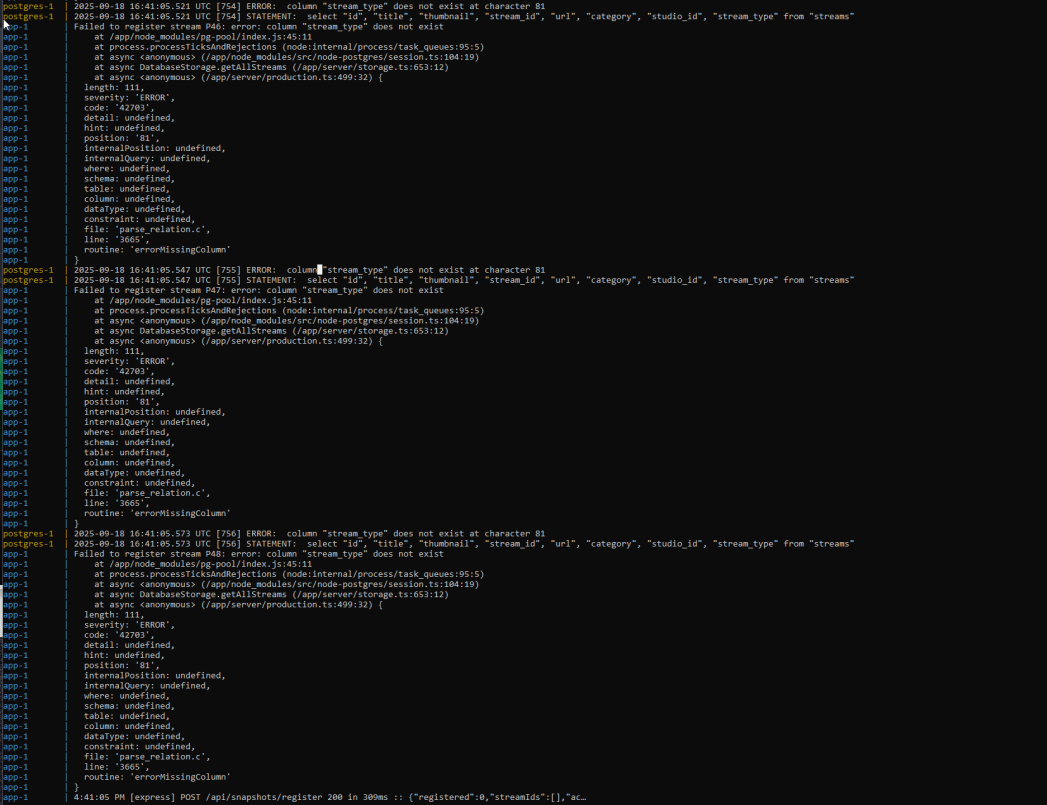 postgres-1 | 2025-09-18 16:41:05.521 UTC [754] ERROR: column "stream_type" does not exist at character 81
postgres-1 | 2025-09-18 16:41:05.521 UTC [754] STATEMENT: select "id", "title", "thumbnail", "stream_id", "url", "category", "studio_id", "stream_type" from "streams"
app-1 | Failed to register stream P46: error: column "stream_type" does not exist
app-1 | at /app/node_modules/pg-pool/index.js:45:11
app-1 | at process.processTicksAndRejections (node:internal/process/task_queues:95:5)
app-1 | at async <anonymous> (/app/node_modules/src/node-postgres/session.ts:104:19)
app-1 | at async DatabaseStorage.getAllStreams (/app/server/storage.ts:653:12)
app-1 | at async <anonymous> (/app/server/production.ts:499:32) {
app-1 | length: 111,
app-1 | severity: 'ERROR',
app-1 | code: '42703',
app-1 | detail: undefined,
app-1 | hint: undefined,
app-1 | position: '81',
app-1 | internalPosition: undefined,
app-1 | internalQuery: undefined,
app-1 | where: undefined,
app-1 | schema: undefined,
app-1 | table: undefined,
app-1 | column: undefined,
app-1 | dataType: undefined,
app-1 | constraint: undefined,
app-1 | file: 'parse_relation.c',
app-1 | line: '3665',
app-1 | routine: 'errorMissingColumn'
app-1 | }
postgres-1 | 2025-09-18 16:41:05.547 UTC [755] ERROR: column "stream_type" does not exist at character 81
postgres-1 | 2025-09-18 16:41:05.547 UTC [755] STATEMENT: select "id", "title", "thumbnail", "stream_id", "url", "category", "studio_id", "stream_type" from "streams"
app-1 | Failed to register stream P47: error: column "stream_type" does not exist
app-1 | at /app/node_modules/pg-pool/index.js:45:11
app-1 | at process.processTicksAndRejections (node:internal/process/task_queues:95:5)
app-1 | at async <anonymous> (/app/node_modules/src/node-postgres/session.ts:104:19)
app-1 | at async DatabaseStorage.getAllStreams (/app/server/storage.ts:653:12)
app-1 | at async <anonymous> (/app/server/production.ts:499:32) {
app-1 | length: 111,
app-1 | severity: 'ERROR',
app-1 | code: '42703',
app-1 | detail: undefined,
app-1 | hint: undefined,
app-1 | position: '81',
app-1 | internalPosition: undefined,
app-1 | internalQuery: undefined,
app-1 | where: undefined,
app-1 | schema: undefined,
app-1 | table: undefined,
app-1 | column: undefined,
app-1 | dataType: undefined,
app-1 | constraint: undefined,
app-1 | file: 'parse_relation.c',
app-1 | line: '3665',
app-1 | routine: 'errorMissingColumn'
app-1 | }
postgres-1 | 2025-09-18 16:41:05.573 UTC [756] ERROR: column "stream_type" does not exist at character 81
postgres-1 | 2025-09-18 16:41:05.573 UTC [756] STATEMENT: select "id", "title", "thumbnail", "stream_id", "url", "category", "studio_id", "stream_type" from "streams"
app-1 | Failed to register stream P48: error: column "stream_type" does not exist
app-1 | at /app/node_modules/pg-pool/index.js:45:11
app-1 | at process.processTicksAndRejections (node:internal/process/task_queues:95:5)
app-1 | at async <anonymous> (/app/node_modules/src/node-postgres/session.ts:104:19)
app-1 | at async DatabaseStorage.getAllStreams (/app/server/storage.ts:653:12)
app-1 | at async <anonymous> (/app/server/production.ts:499:32) {
app-1 | length: 111,
app-1 | severity: 'ERROR',
app-1 | code: '42703',
app-1 | detail: undefined,
app-1 | hint: undefined,
app-1 | position: '81',
app-1 | internalPosition: undefined,
app-1 | internalQuery: undefined,
app-1 | where: undefined,
app-1 | schema: undefined,
app-1 | table: undefined,
app-1 | column: undefined,
app-1 | dataType: undefined,
app-1 | constraint: undefined,
app-1 | file: 'parse_relation.c',
app-1 | line: '3665',
app-1 | routine: 'errorMissingColumn'
app-1 | }
app-1 | 4:41:05 PM [express] POST /api/snapshots/register 200 in 309ms :: {"registered":0,"streamIds":[],"ac…